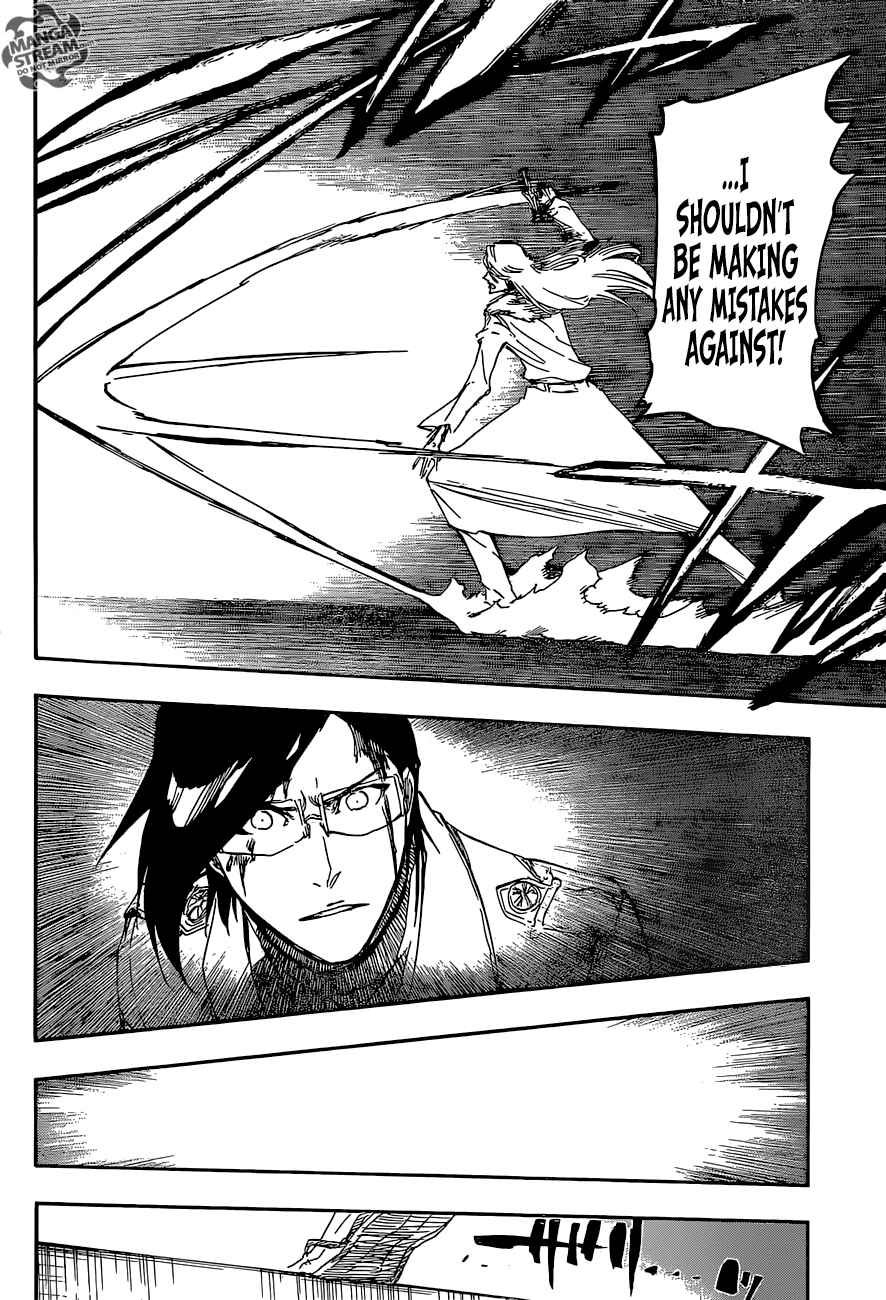 MANGA
STREAM
DO NOT MIRROR
...I
SHOULDN'T
BE MAKING
ANY MISTAKES
AGAINST!